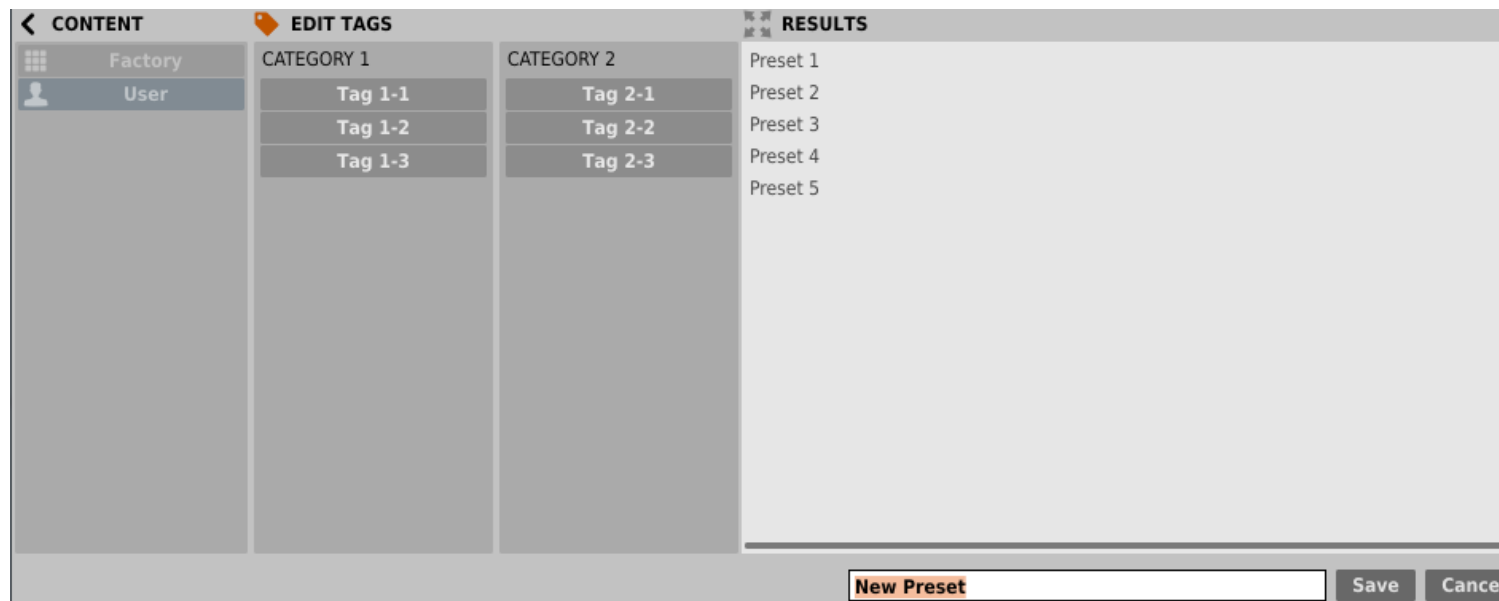 CONTENT
EDIT TAGS
RESULTS
Factory
User
CATEGORY 1
Tag 1-1
Tag 1-2
Tag 1-3
CATEGORY 2
Tag 2-1
Tag 2-2
Tag 2-3
Preset 1
Preset 2
Preset 3
Preset 4
Preset 5
New Preset
Save
Cance